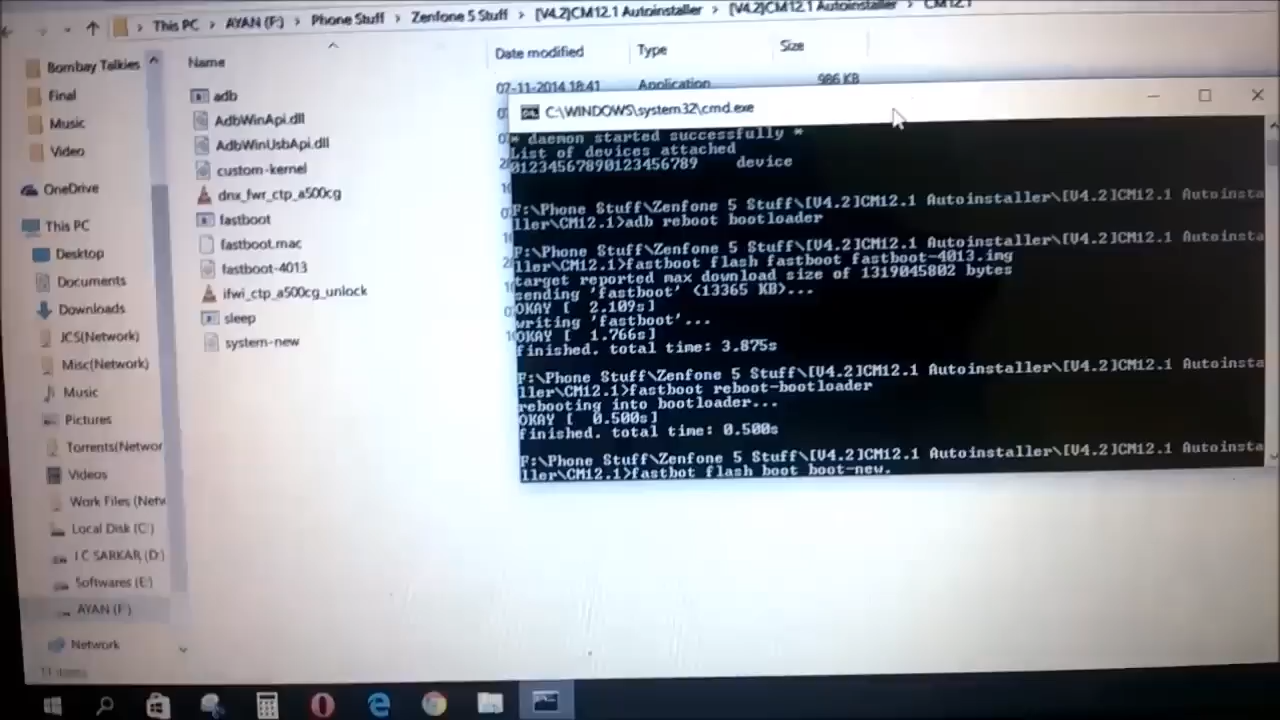 This PC > AYAN (F:) > Phone Stuff > Zenfone 5 Stuff > [V4.2]CM12.1 Autoinstaller > [V4.2]CM12.1 Autoinstaller > CM12.1
Name
Date modified
Type
Size
Bombay Talkies
Final
Music
Video
OneDrive
This PC
Desktop
Documents
Downloads
JCS(Network)
Misc(Network)
Music
Pictures
Torrents(Networ
Videos
Work Files (Netw
Local Disk (C:)
I C SARKAR (D:)
Softwares (E:)
AYAN (F:)
Network
11 items
adb
07-11-2014 18:41
Application
986 KB
AdbWinApi.dll
AdbWinUsbApi.dll
custom-kernel
dnx_fwr_ctp_a500cg
fastboot
fastboot.mac
fastboot-4013
ifwi_ctp_a500cg_unlock
sleep
system-new
C:\WINDOWS\system32\cmd.exe
* daemon started successfully *
List of devices attached
01234567890123456789 device
F:\Phone Stuff\Zenfone 5 Stuff\[V4.2]CM12.1 Autoinstaller\[V4.2]CM12.1 Autoinsta
ller\CM12.1>adb reboot bootloader
F:\Phone Stuff\Zenfone 5 Stuff\[V4.2]CM12.1 Autoinstaller\[V4.2]CM12.1 Autoinsta
ller\CM12.1>fastboot flash fastboot fastboot-4013.img
target reported max download size of 1319045802 bytes
sending 'fastboot' (13365 KB)...
OKAY [ 2.109s]
writing 'fastboot'...
OKAY [ 1.766s]
finished. total time: 3.875s
F:\Phone Stuff\Zenfone 5 Stuff\[V4.2]CM12.1 Autoinstaller\[V4.2]CM12.1 Autoinsta
ller\CM12.1>fastboot reboot-bootloader
rebooting into bootloader...
OKAY [ 0.500s]
finished. total time: 0.500s
F:\Phone Stuff\Zenfone 5 Stuff\[V4.2]CM12.1 Autoinstaller\[V4.2]CM12.1 Autoinsta
ller\CM12.1>fastbot flash boot boot-new.